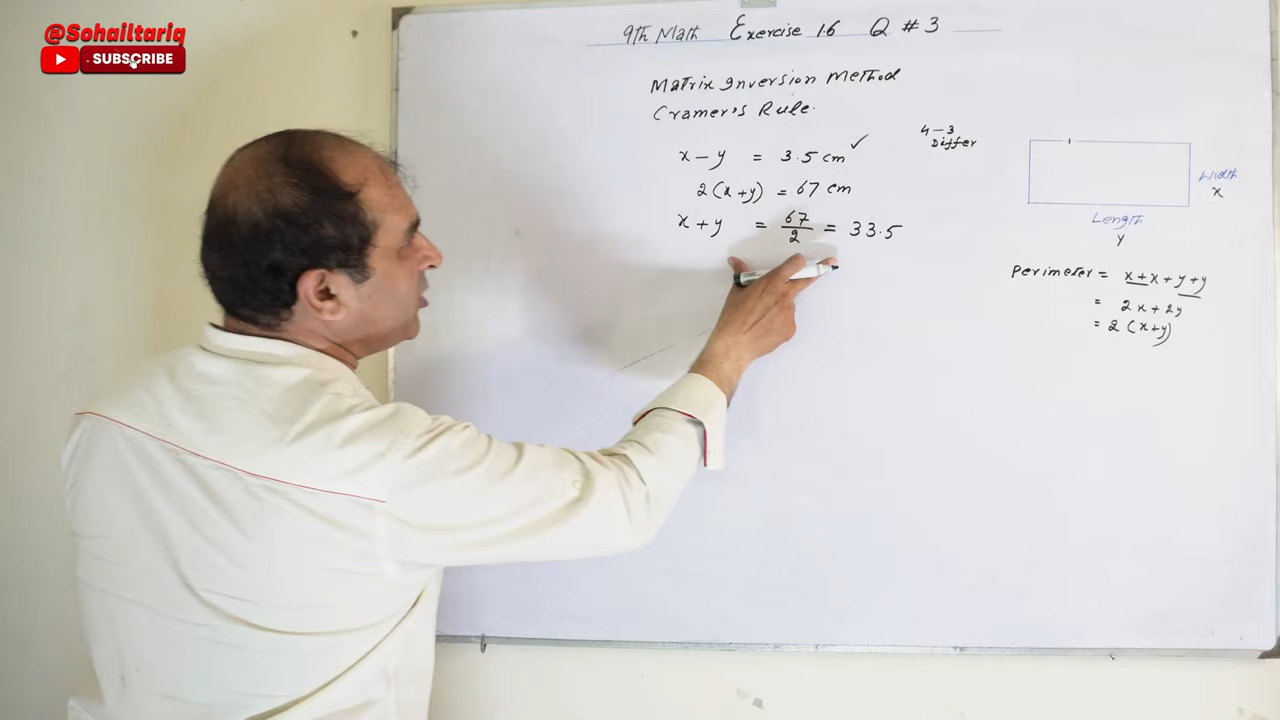 @Sohailtariq
SUBSCRIBE
9th Math Exercise 1.6 Q # 3
Matrix Inversion Method
Cramer's Rule.
x - y = 3.5 cm ✓
4 - 3
Differ
2(x+y) = 67 cm
x + y = 67/2 = 33.5
Width
x
Length
y
Perimeter = x+x+y+y
= 2x+2y
= 2(x+y)